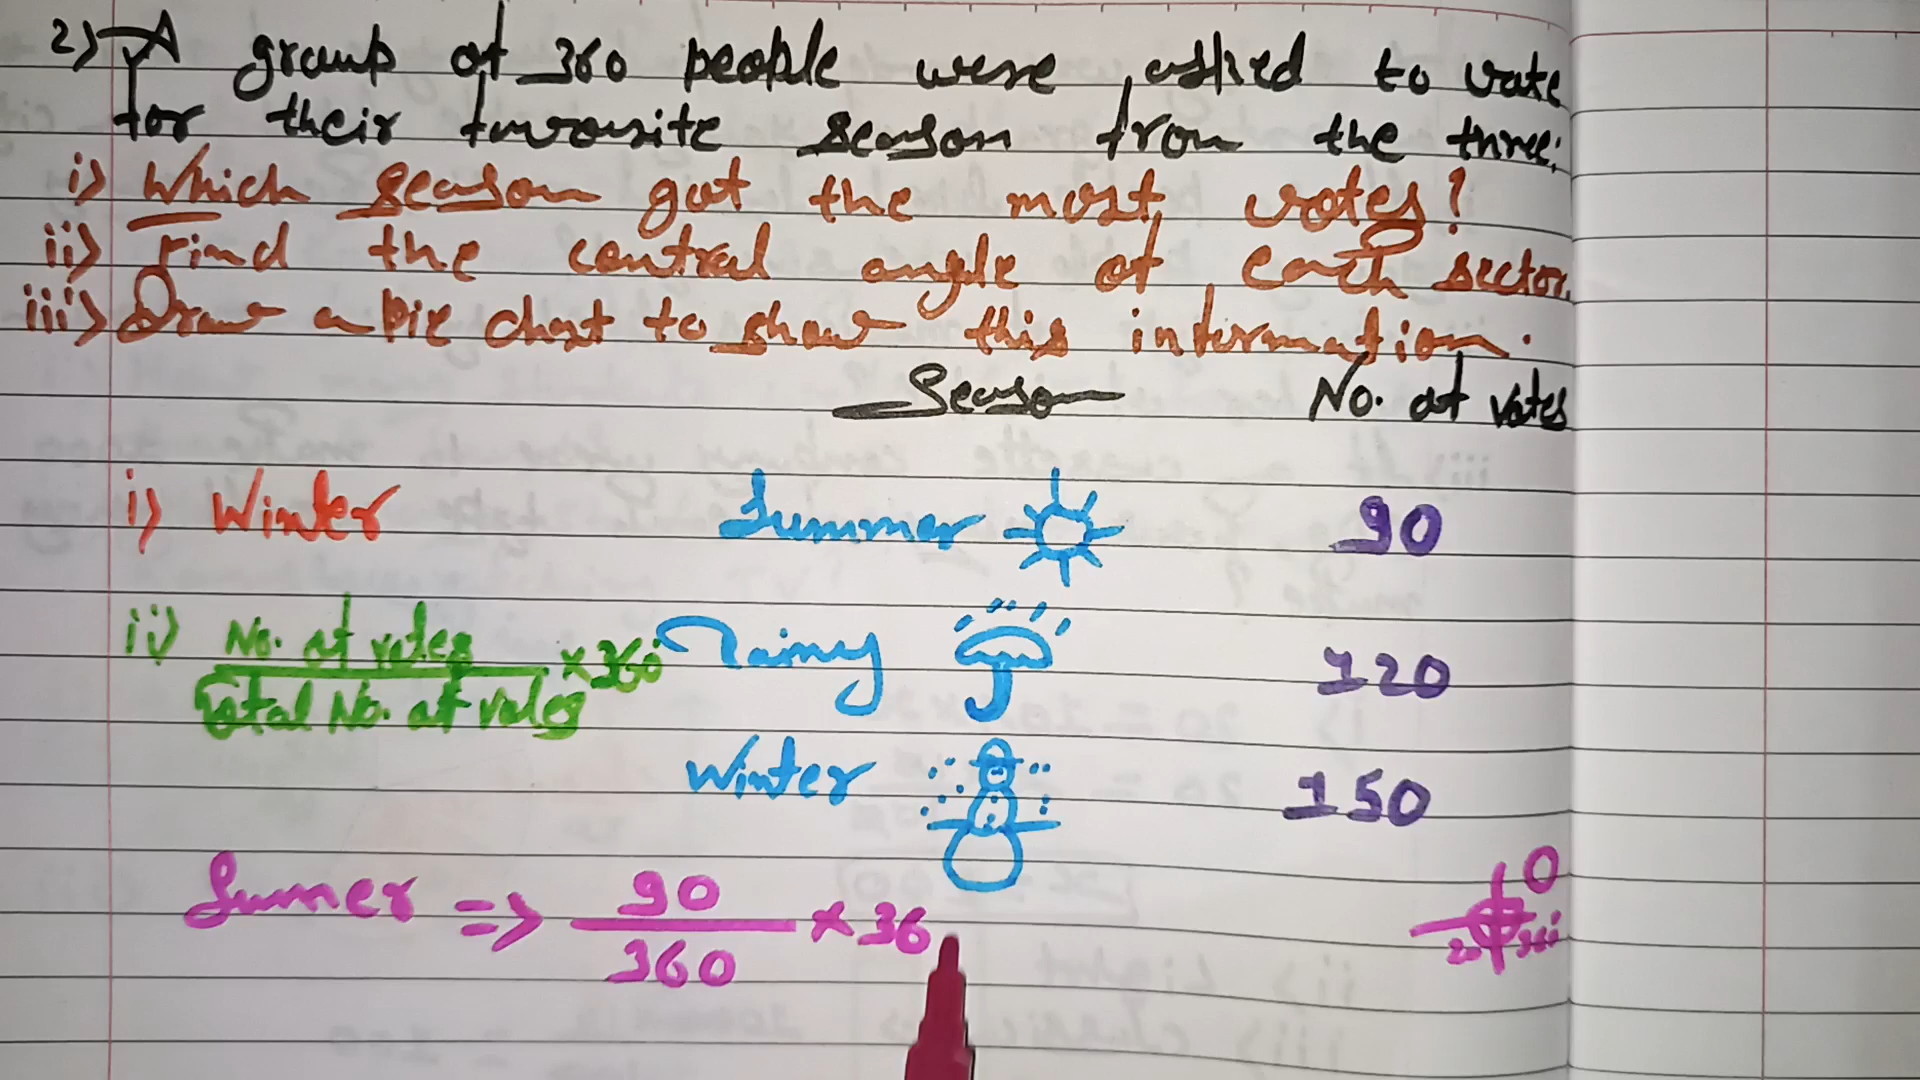 2) A group of 360 people were asked to vote
for their favourite season from the three:
i) Which season got the most votes?
ii) Find the central angle of each sector.
iii) Draw a pie chart to show this information.
Season No. of votes
i) Winter Summer 90
ii) No. of votes / Total No. of votes × 360° Rainy 120
Winter 150
Summer => 90 / 360 × 36
0
360